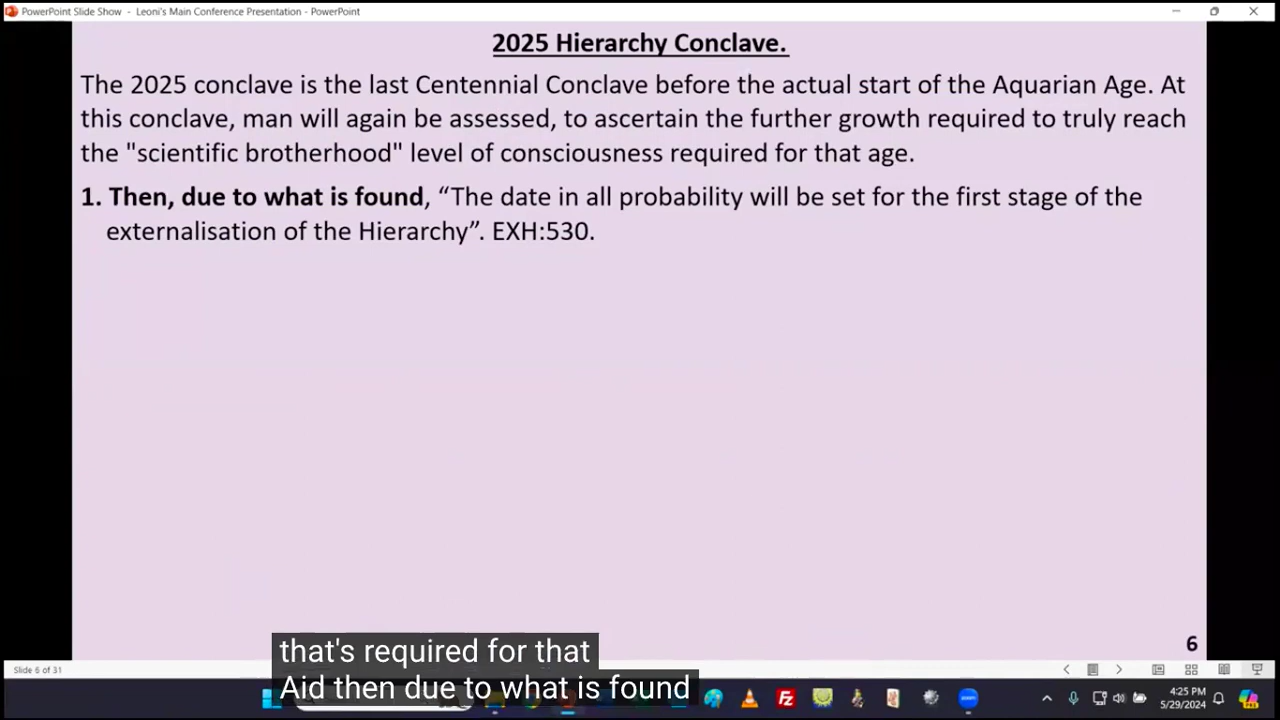 PowerPoint Slide Show - Leoni's Main Conference Presentation - PowerPoint
2025 Hierarchy Conclave.
The 2025 conclave is the last Centennial Conclave before the actual start of the Aquarian Age. At
this conclave, man will again be assessed, to ascertain the further growth required to truly reach
the "scientific brotherhood" level of consciousness required for that age.
1. Then, due to what is found, “The date in all probability will be set for the first stage of the
externalisation of the Hierarchy”. EXH:530.
6
that's required for that
Aid then due to what is found
Slide 6 of 31
4:25 PM
5/29/2024